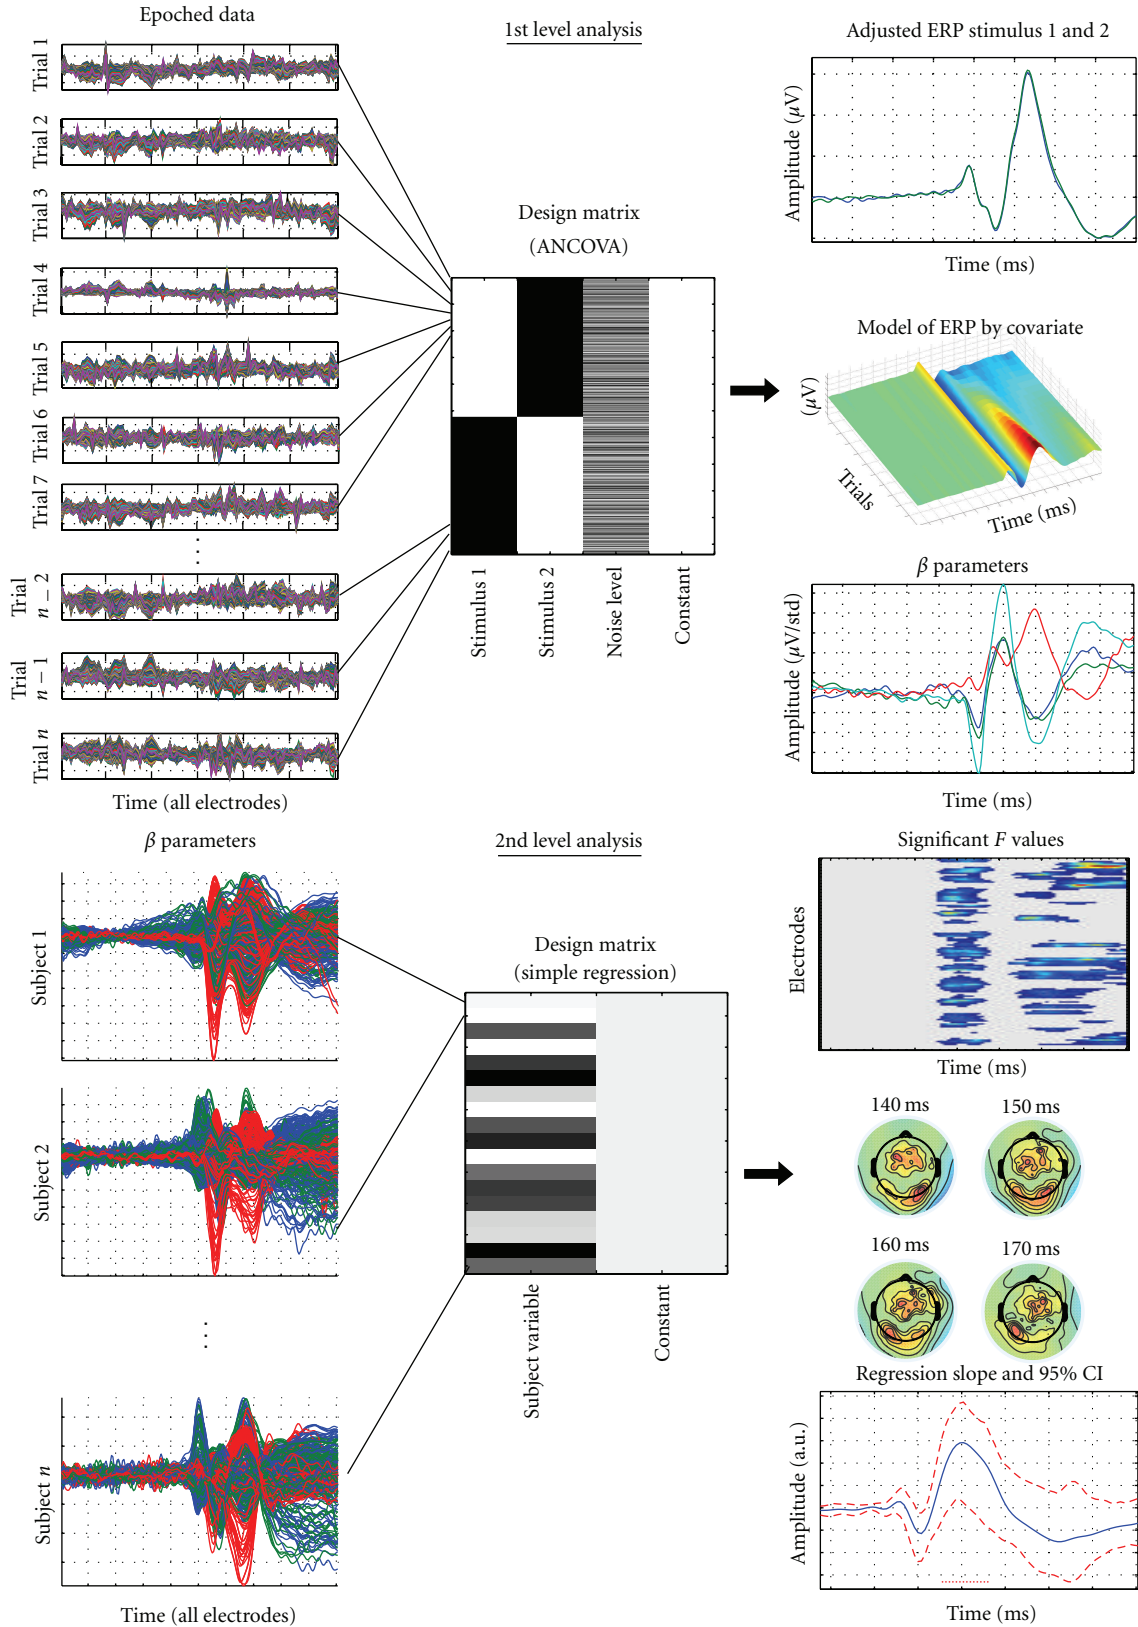 Epoched data
Trial 1
Trial 2
Trial 3
Trial 4
Trial 5
Trial 6
Trial 7
Trial
n − 2
Trial
n − 1
Trial n
Time (all electrodes)
1st level analysis
Design matrix
(ANCOVA)
Stimulus 1
Stimulus 2
Noise level
Constant
Adjusted ERP stimulus 1 and 2
Amplitude (μV)
Time (ms)
Model of ERP by covariate
(μV)
Trials
Time (ms)
β parameters
Amplitude (μV/std)
Time (ms)
β parameters
Subject 1
Subject 2
Subject n
Time (all electrodes)
2nd level analysis
Design matrix
(simple regression)
Subject variable
Constant
Significant F values
Electrodes
Time (ms)
140 ms
150 ms
160 ms
170 ms
Regression slope and 95% CI
Amplitude (a.u.)
Time (ms)